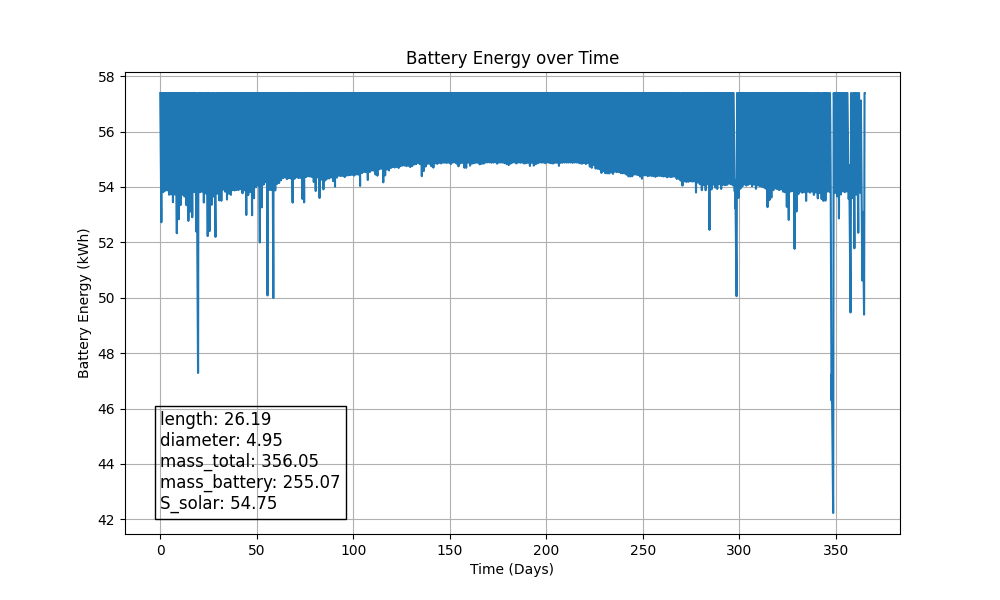 Battery Energy over Time
Battery Energy (kWh)
58
56
54
52
50
48
46
44
42
length: 26.19
diameter: 4.95
mass_total: 356.05
mass_battery: 255.07
S_solar: 54.75
0 50 100 150 200 250 300 350
Time (Days)